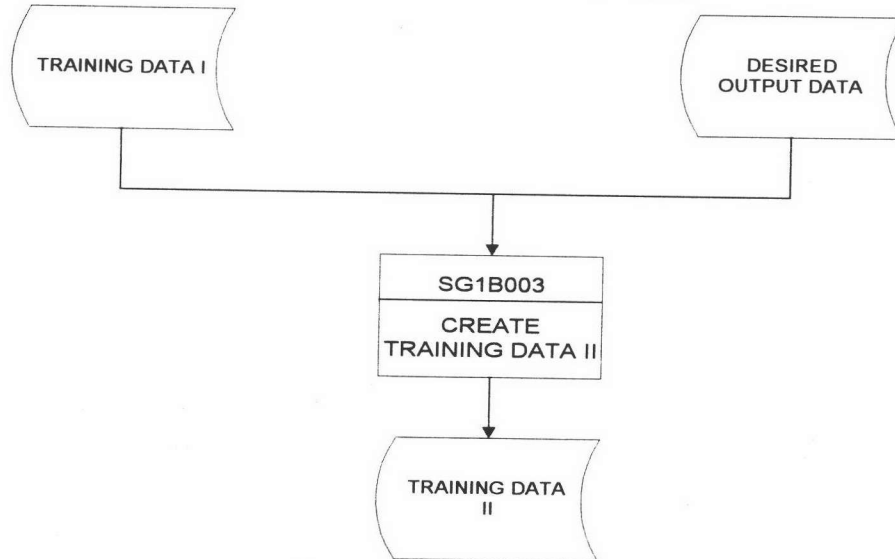 TRAINING DATA I
DESIRED
OUTPUT DATA
SG1B003
CREATE
TRAINING DATA II
TRAINING DATA
II